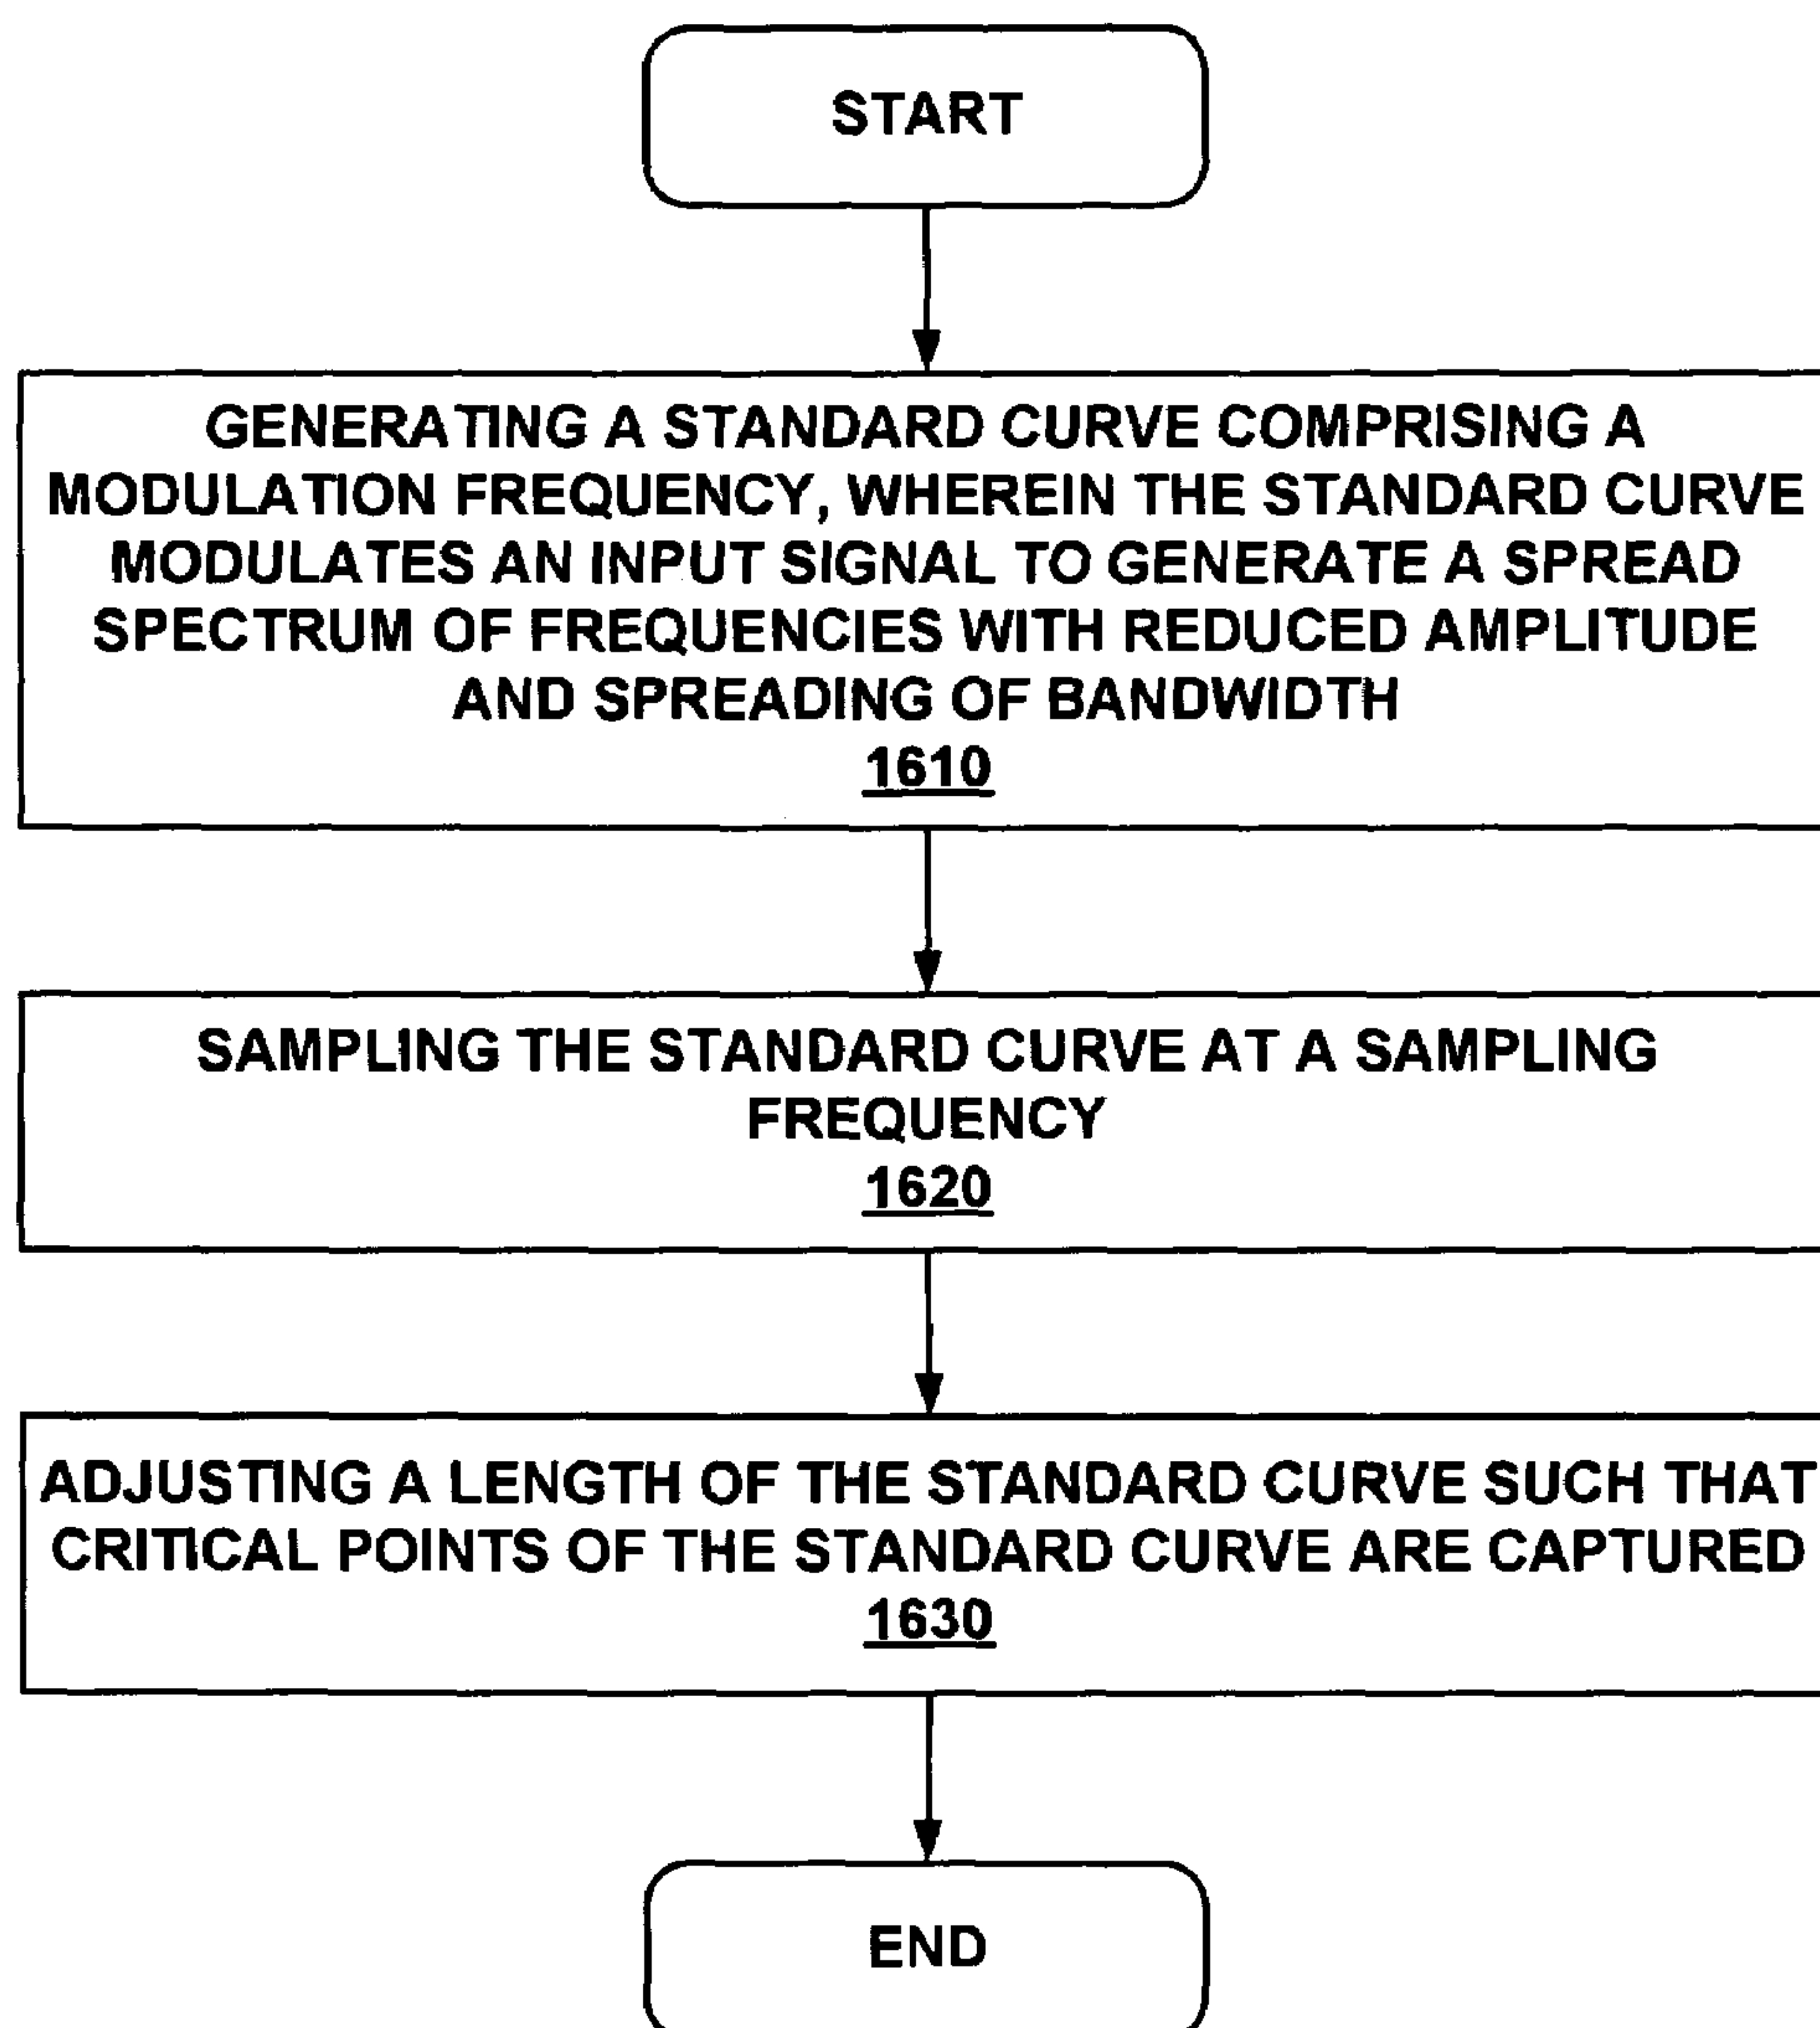 START
GENERATING A STANDARD CURVE COMPRISING A
MODULATION FREQUENCY, WHEREIN THE STANDARD CURVE
MODULATES AN INPUT SIGNAL TO GENERATE A SPREAD
SPECTRUM OF FREQUENCIES WITH REDUCED AMPLITUDE
AND SPREADING OF BANDWIDTH
1610
SAMPLING THE STANDARD CURVE AT A SAMPLING
FREQUENCY
1620
ADJUSTING A LENGTH OF THE STANDARD CURVE SUCH THAT
CRITICAL POINTS OF THE STANDARD CURVE ARE CAPTURED
1630
END